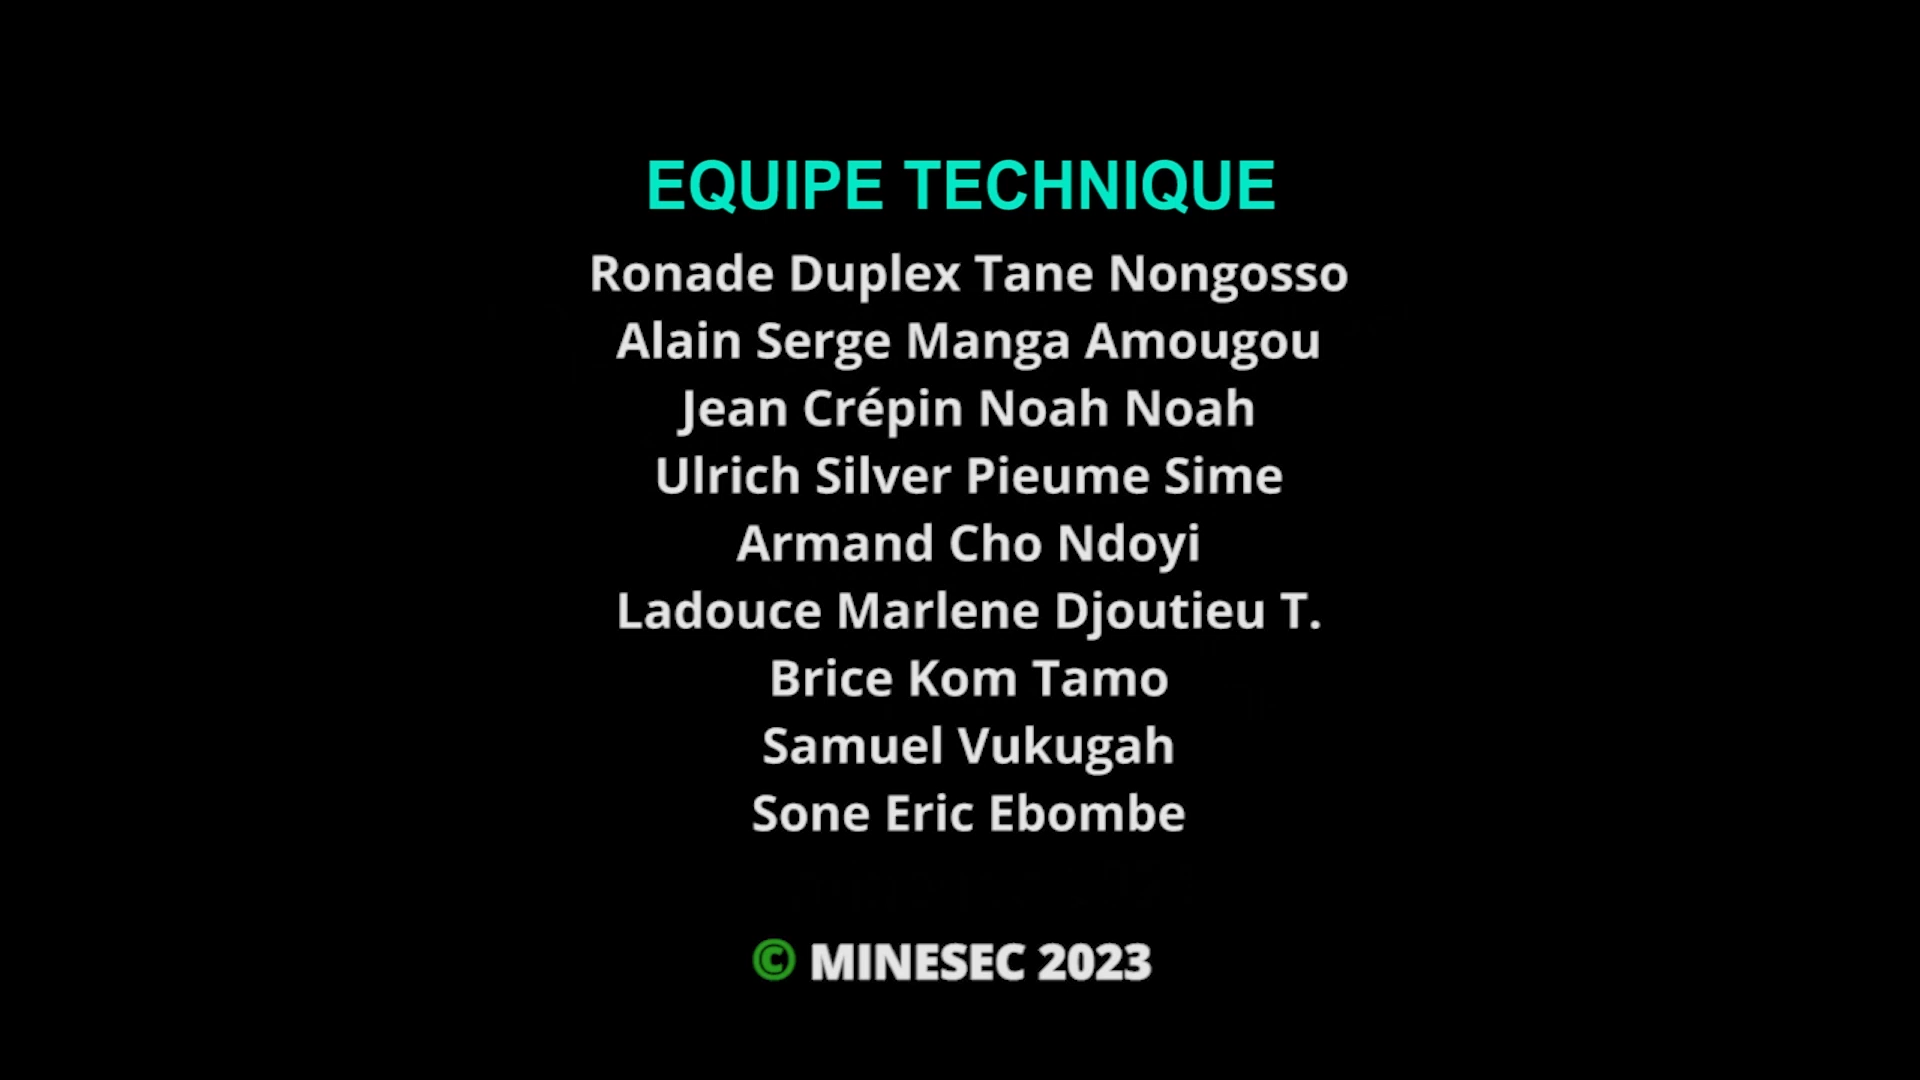 EQUIPE TECHNIQUE
Ronade Duplex Tane Nongosso
Alain Serge Manga Amougou
Jean Crépin Noah Noah
Ulrich Silver Pieume Sime
Armand Cho Ndoyi
Ladouce Marlene Djoutieu T.
Brice Kom Tamo
Samuel Vukugah
Sone Eric Ebombe
© MINESEC 2023